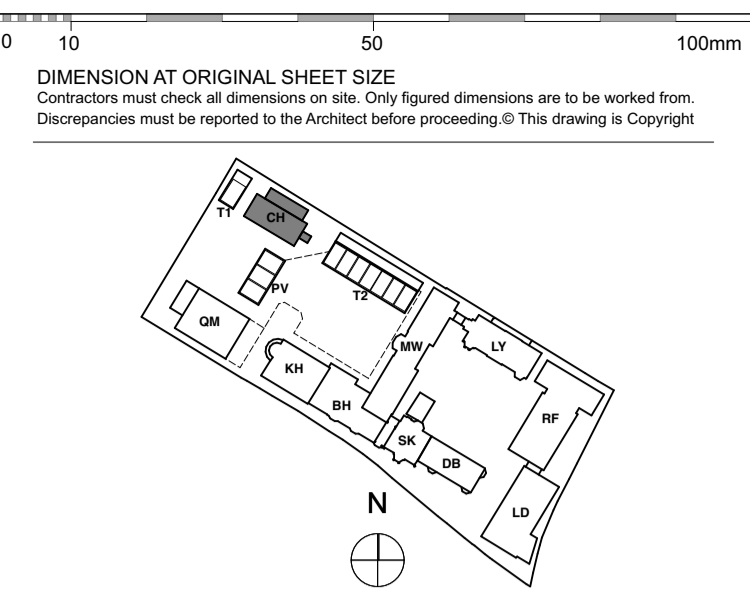 0 10 50 100mm
DIMENSION AT ORIGINAL SHEET SIZE
Contractors must check all dimensions on site. Only figured dimensions are to be worked from.
Discrepancies must be reported to the Architect before proceeding.© This drawing is Copyright
T1
CH
PV
T2
QM
MW
LY
KH
BH
RF
SK
DB
LD
N